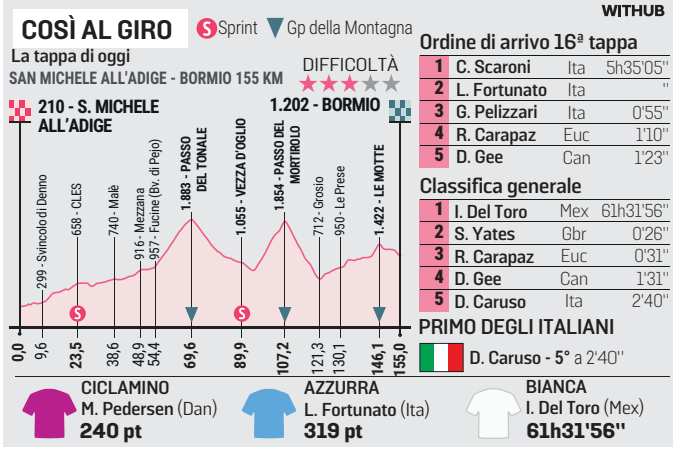 WITHUB
COSÌ AL GIRO
S Sprint
Gp della Montagna
La tappa di oggi
SAN MICHELE ALL'ADIGE - BORMIO 155 KM
DIFFICOLTÀ
210 - S. MICHELE
ALL'ADIGE
1.202 - BORMIO
299 - Svincolo di Denno
658 - CLES
740 - Malè
916 - Mezzana
957 - Fucine (Bv. di Pejo)
1.883 - PASSO
DEL TONALE
1.055 - VEZZA D'OGLIO
1.854 - PASSO DEL
MORTIROLO
712 - Grosio
950 - Le Prese
1.422 - LE MOTTE
S
S
0,0
9,6
23,5
38,6
48,9
54,4
69,6
89,9
107,2
121,3
130,1
146,1
155,0
Ordine di arrivo 16ª tappa
1 C. Scaroni Ita 5h35'05"
2 L. Fortunato Ita "
3 G. Pelizzari Ita 0'55"
4 R. Carapaz Euc 1'10"
5 D. Gee Can 1'23"
Classifica generale
1 I. Del Toro Mex 61h31'56"
2 S. Yates Gbr 0'26"
3 R. Carapaz Euc 0'31"
4 D. Gee Can 1'31"
5 D. Caruso Ita 2'40"
PRIMO DEGLI ITALIANI
D. Caruso - 5° a 2'40"
CICLAMINO
M. Pedersen (Dan)
240 pt
AZZURRA
L. Fortunato (Ita)
319 pt
BIANCA
I. Del Toro (Mex)
61h31'56"